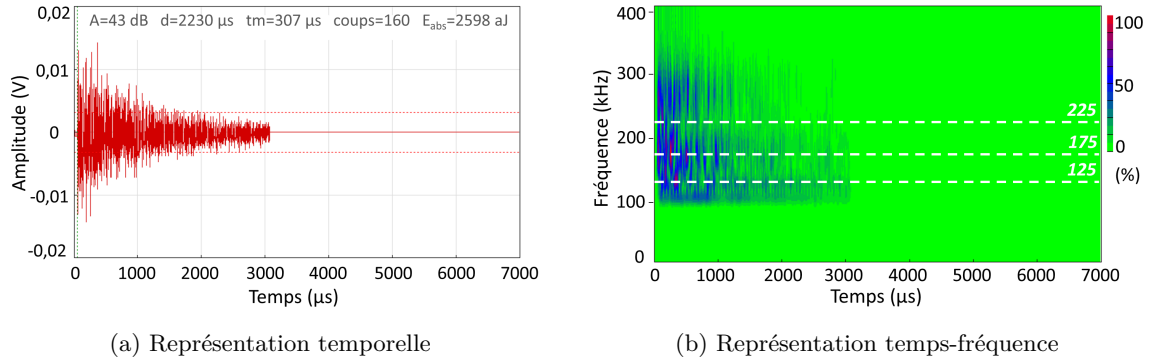 A=43 dB d=2230 µs tm=307 µs coups=160 E_abs=2598 aJ
0,02
0,01
0
-0,01
-0,02
Amplitude (V)
0 1000 2000 3000 4000 5000 6000 7000
Temps (µs)
(a) Représentation temporelle
400
300
200
100
0
Fréquence (kHz)
225
175
125
100
50
0
(%)
0 1000 2000 3000 4000 5000 6000 7000
Temps (µs)
(b) Représentation temps-fréquence